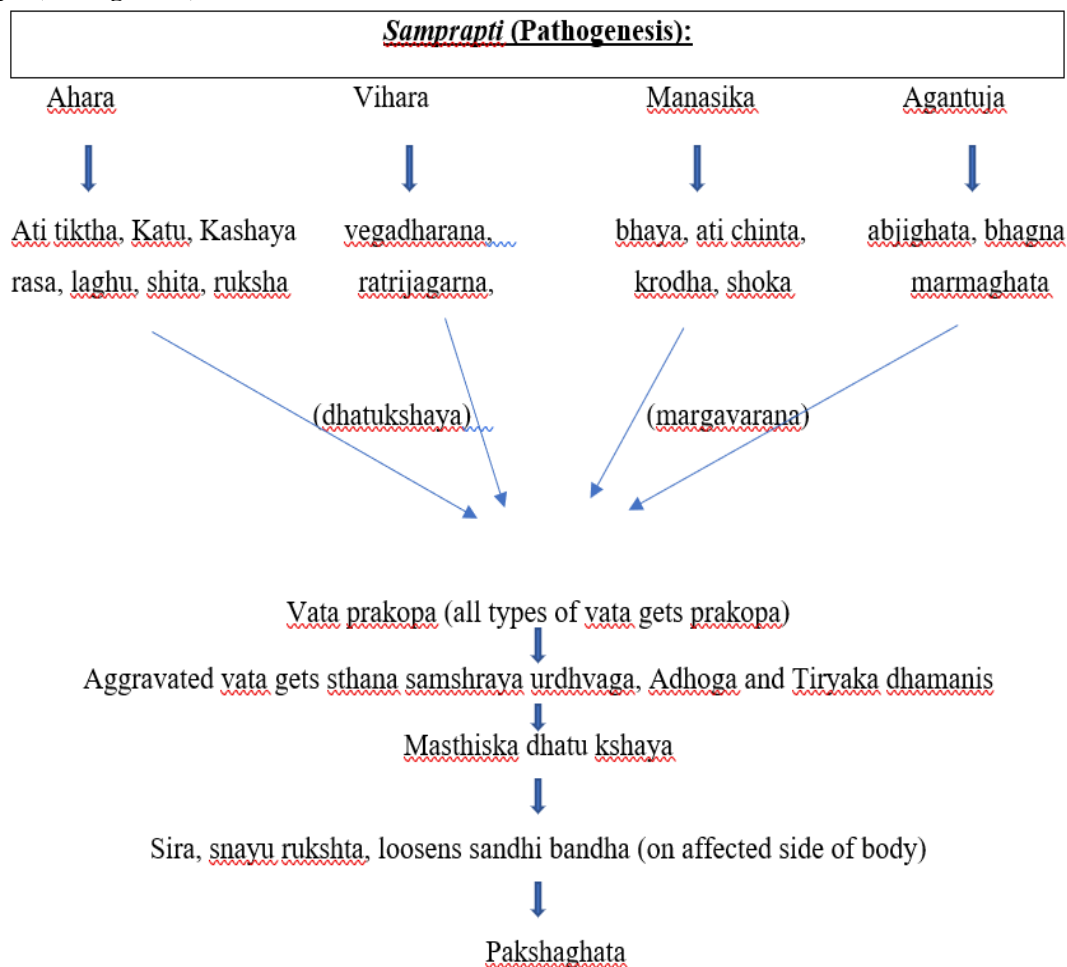 Samprapti (Pathogenesis):
Ahara Vihara Manasika Agantuja
Ati tiktha, Katu, Kashaya vegadharana, bhaya, ati chinta, abjighata, bhagna
rasa, laghu, shita, ruksha ratrijagarna, krodha, shoka marmaghata
(dhatukshaya) (margavarana)
Vata prakopa (all types of vata gets prakopa)
Aggravated vata gets sthana samshraya urdhvaga, Adhoga and Tiryaka dhamanis
Masthiska dhatu kshaya
Sira, snayu rukshta, loosens sandhi bandha (on affected side of body)
Pakshaghata